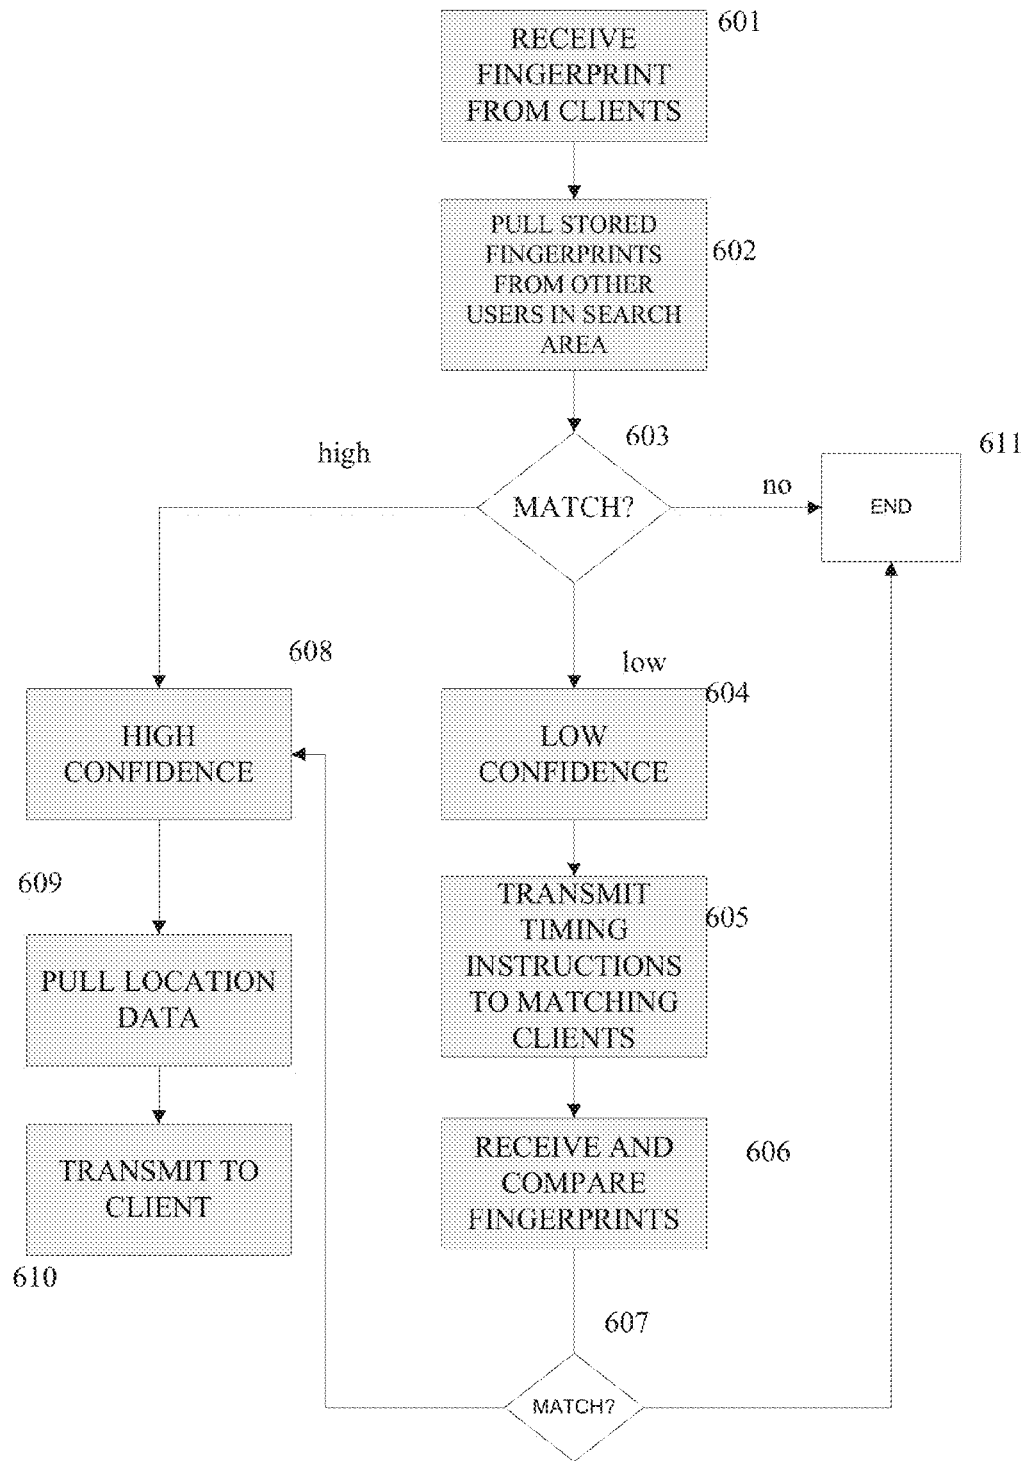 601
RECEIVE
FINGERPRINT
FROM CLIENTS
PULL STORED
FINGERPRINTS
FROM OTHER
USERS IN SEARCH
AREA
602
603
MATCH?
high
no
611
END
low
608
HIGH
CONFIDENCE
604
LOW
CONFIDENCE
609
PULL LOCATION
DATA
605
TRANSMIT
TIMING
INSTRUCTIONS
TO MATCHING
CLIENTS
TRANSMIT TO
CLIENT
610
RECEIVE AND
COMPARE
FINGERPRINTS
606
607
MATCH?